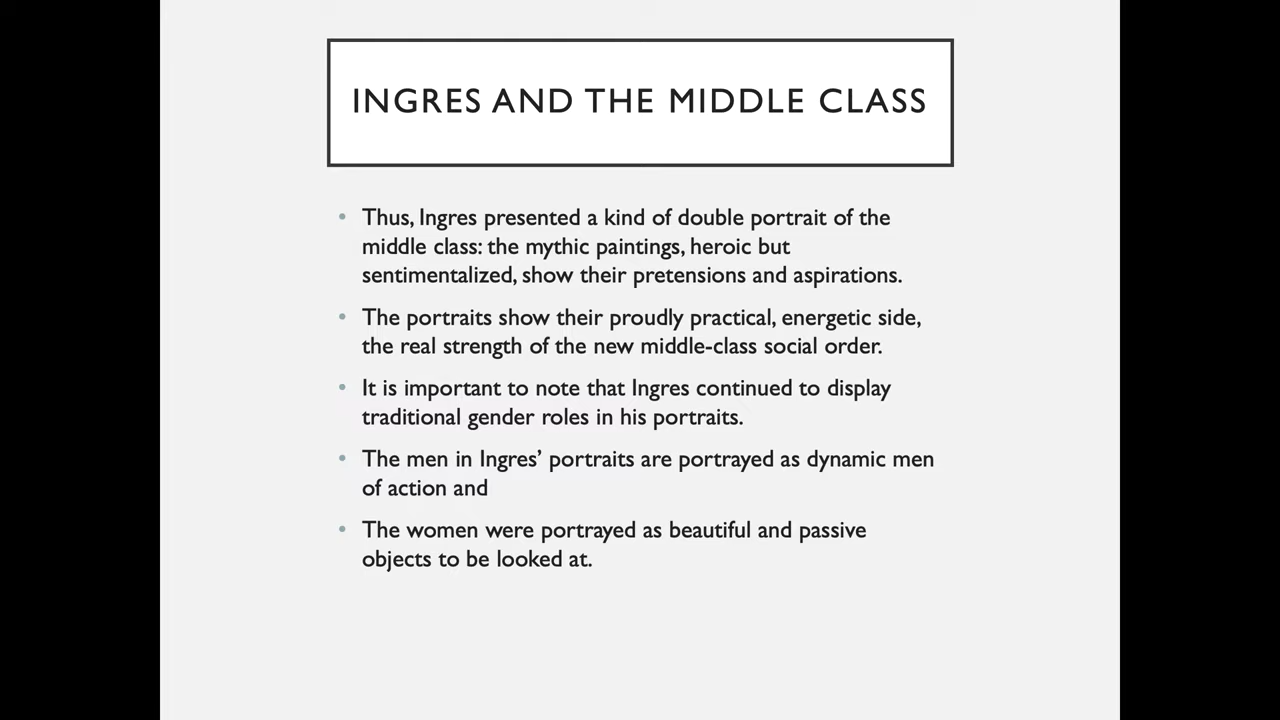 INGRES AND THE MIDDLE CLASS
• Thus, Ingres presented a kind of double portrait of the
middle class: the mythic paintings, heroic but
sentimentalized, show their pretensions and aspirations.
• The portraits show their proudly practical, energetic side,
the real strength of the new middle-class social order.
• It is important to note that Ingres continued to display
traditional gender roles in his portraits.
• The men in Ingres’ portraits are portrayed as dynamic men
of action and
• The women were portrayed as beautiful and passive
objects to be looked at.